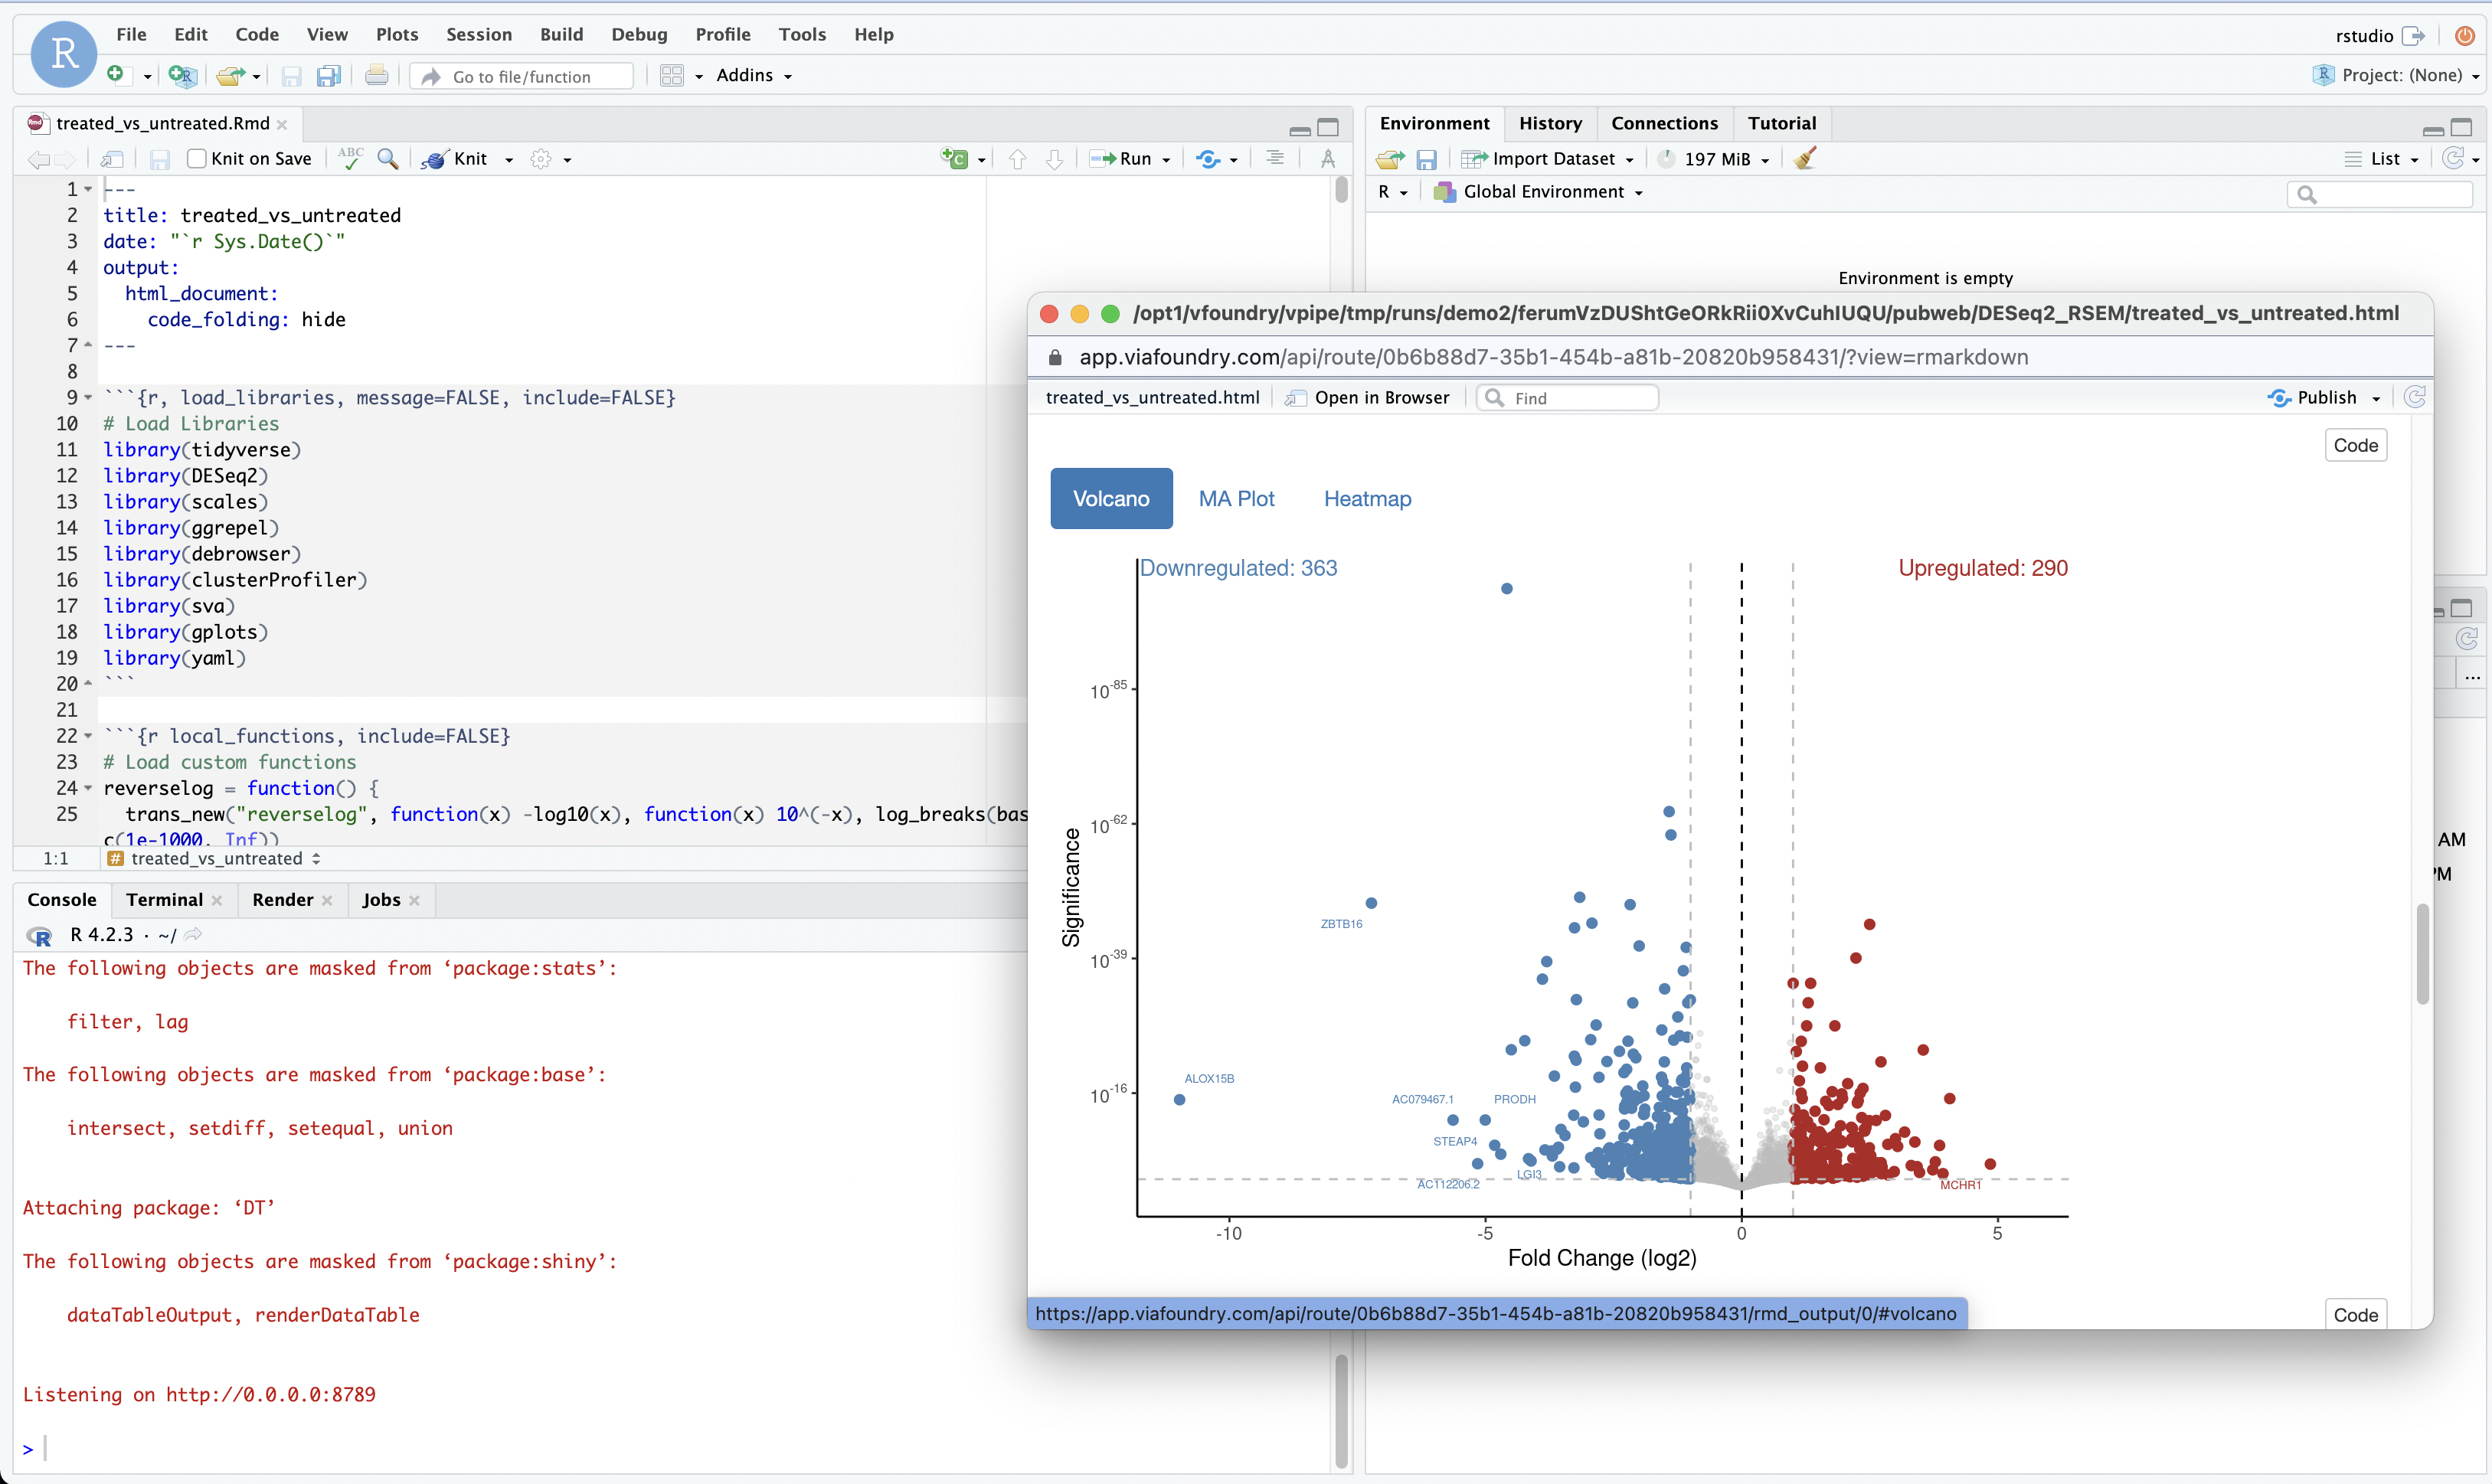 R
File Edit Code View Plots Session Build Debug Profile Tools Help
rstudio
Go to file/function
Addins
Project: (None)
treated_vs_untreated.Rmd
Knit on Save
ABC
Knit
Run
1 ---
2 title: treated_vs_untreated
3 date: "`r Sys.Date()`"
4 output:
5 html_document:
6 code_folding: hide
7 ---
8
9 ```{r, load_libraries, message=FALSE, include=FALSE}
10 # Load Libraries
11 library(tidyverse)
12 library(DESeq2)
13 library(scales)
14 library(ggrepel)
15 library(debrowser)
16 library(clusterProfiler)
17 library(sva)
18 library(gplots)
19 library(yaml)
20 ```
21
22 ```{r local_functions, include=FALSE}
23 # Load custom functions
24 reverselog = function() {
25 trans_new("reverselog", function(x) -log10(x), function(x) 10^(-x), log_breaks(bas
c(1e-1000, Inf))
1:1 # treated_vs_untreated
Console Terminal Render Jobs
R 4.2.3 · ~/
The following objects are masked from ‘package:stats’:
filter, lag
The following objects are masked from ‘package:base’:
intersect, setdiff, setequal, union
Attaching package: ‘DT’
The following objects are masked from ‘package:shiny’:
dataTableOutput, renderDataTable
Listening on http://0.0.0.0:8789
>
Environment History Connections Tutorial
Import Dataset 197 MiB List
R Global Environment
Environment is empty
/opt1/vfoundry/vpipe/tmp/runs/demo2/ferumVzDUShtGeORkRii0XvCuhIUQU/pubweb/DESeq2_RSEM/treated_vs_untreated.html
app.viafoundry.com/api/route/0b6b88d7-35b1-454b-a81b-20820b958431/?view=rmarkdown
treated_vs_untreated.html Open in Browser Find Publish
Code
Volcano MA Plot Heatmap
Downregulated: 363 Upregulated: 290
10-85
10-62
10-39
10-16
Significance
ZBTB16
ALOX15B
AC079467.1
PRODH
STEAP4
LGI3
AC112206.2
MCHR1
-10 -5 0 5
Fold Change (log2)
https://app.viafoundry.com/api/route/0b6b88d7-35b1-454b-a81b-20820b958431/rmd_output/0/#volcano
Code
...
AM
PM